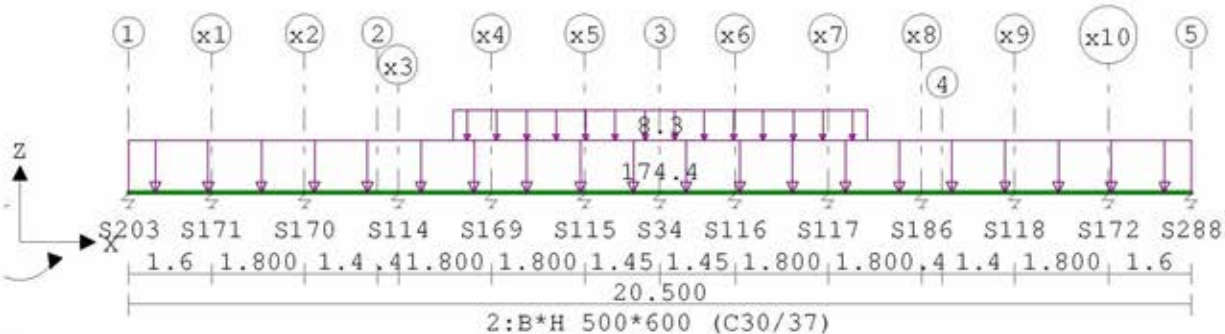 1 x1 x2 2 x3 x4 x5 3 x6 x7 x8 4 x9 x10 5
8.3
174.4
Z
X
S203 S171 S170 S114 S169 S115 S34 S116 S117 S186 S118 S172 S288
1.6 1.800 1.4 .4 1.800 1.800 1.45 1.45 1.800 1.800 .4 1.4 1.800 1.6
20.500
2:B*H 500*600 (C30/37)